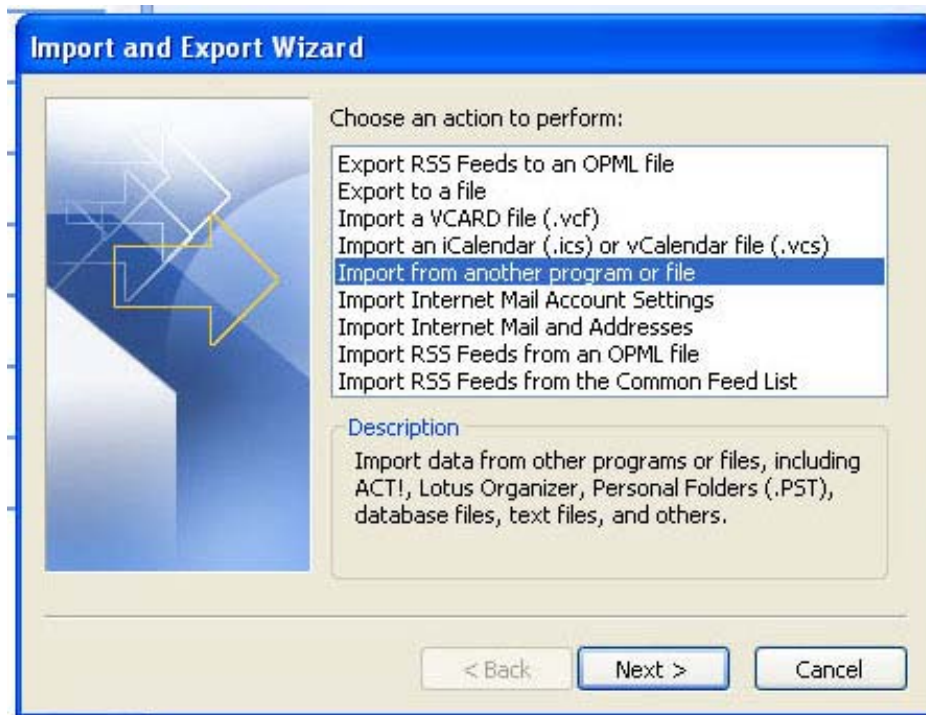 Import and Export Wizard
Choose an action to perform:
Export RSS Feeds to an OPML file
Export to a file
Import a VCARD file (.vcf)
Import an iCalendar (.ics) or vCalendar file (.vcs)
Import from another program or file
Import Internet Mail Account Settings
Import Internet Mail and Addresses
Import RSS Feeds from an OPML file
Import RSS Feeds from the Common Feed List
Description
Import data from other programs or files, including
ACT!, Lotus Organizer, Personal Folders (.PST),
database files, text files, and others.
< Back
Next >
Cancel